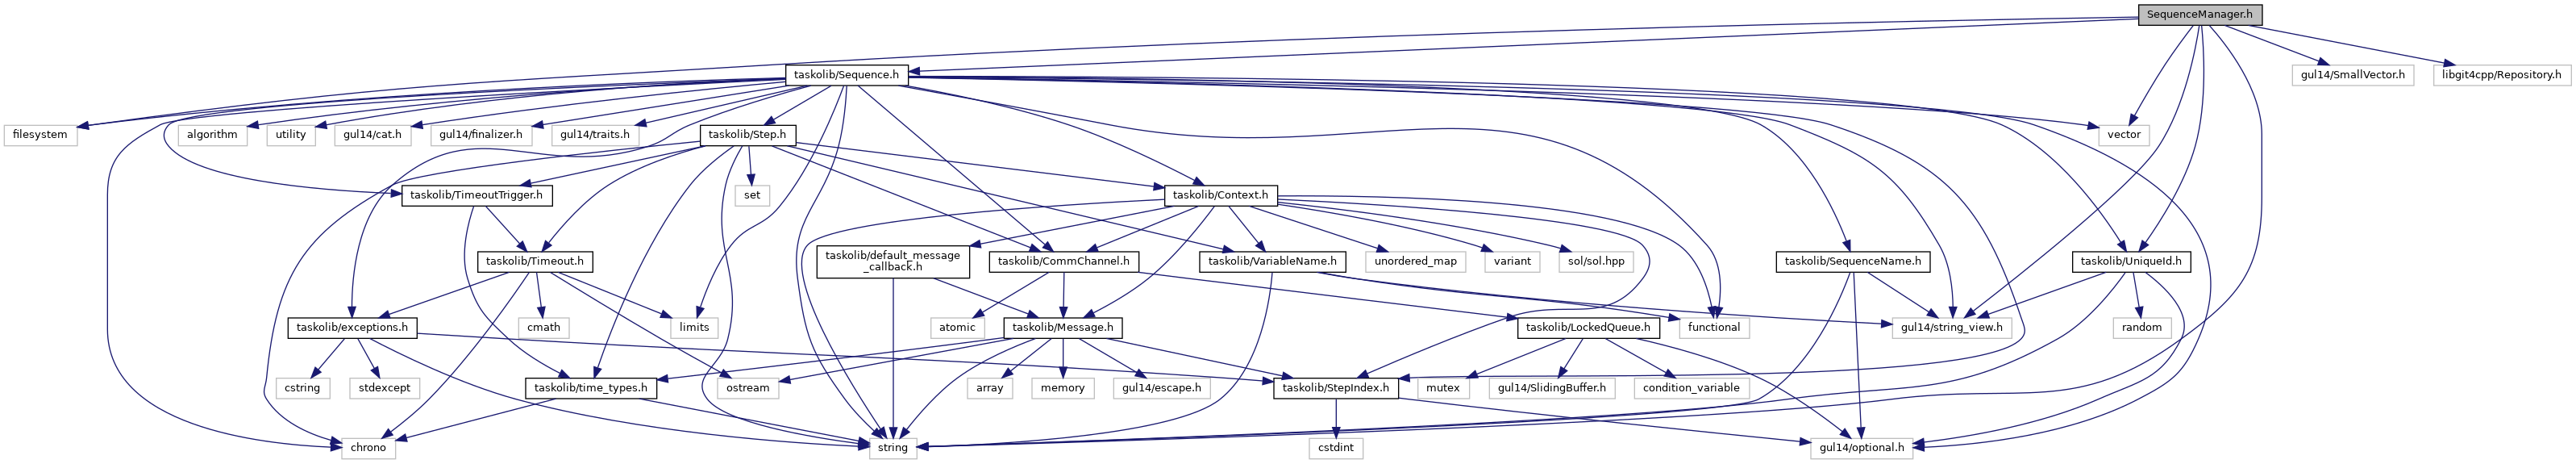 SequenceManager.h
taskolib/Sequence.h
gul14/SmallVector.h
libgit4cpp/Repository.h
filesystem
algorithm
utility
gul14/cat.h
gul14/finalizer.h
gul14/traits.h
taskolib/Step.h
vector
taskolib/TimeoutTrigger.h
set
taskolib/Context.h
taskolib/Timeout.h
taskolib/default_message
_callback.h
taskolib/CommChannel.h
taskolib/VariableName.h
unordered_map
variant
sol/sol.hpp
taskolib/SequenceName.h
taskolib/UniqueId.h
taskolib/exceptions.h
cmath
limits
atomic
taskolib/Message.h
taskolib/LockedQueue.h
functional
gul14/string_view.h
random
cstring
stdexcept
taskolib/time_types.h
ostream
array
memory
gul14/escape.h
taskolib/StepIndex.h
mutex
gul14/SlidingBuffer.h
condition_variable
chrono
string
cstdint
gul14/optional.h